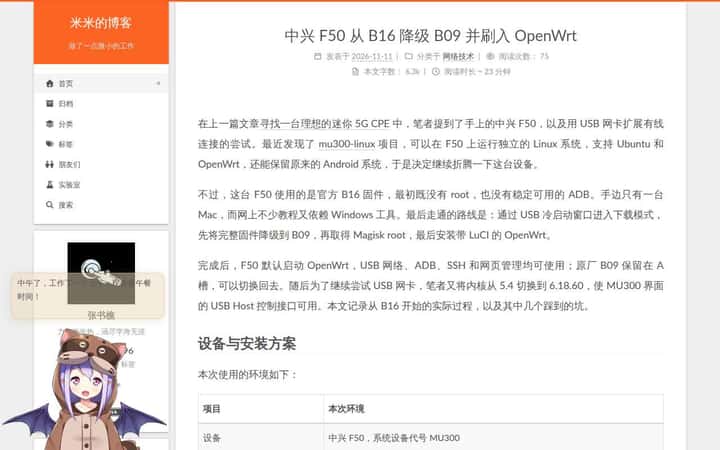 米米的博客
做了一点微小的工作
首页
归档
分类
标签
朋友们
实验室
搜索
中午了，工作了一个
午餐
时间！
张书樵
涵尽学海无涯
标签
中兴 F50 从 B16 降级 B09 并刷入 OpenWrt
发表于 2026-11-11 | 分类于 网络技术 | 阅读次数： 75
本文字数： 6.3k | 阅读时长 ≈ 23 分钟
在上一篇文章寻找一台理想的迷你 5G CPE 中，笔者提到了手上的中兴 F50，以及用 USB 网卡扩展有线
连接的尝试。最近发现了 mu300-linux 项目，可以在 F50 上运行独立的 Linux 系统，支持 Ubuntu 和
OpenWrt，还能保留原来的 Android 系统，于是决定继续折腾一下这台设备。
不过，这台 F50 使用的是官方 B16 固件，最初既没有 root，也没有稳定可用的 ADB。手边只有一台
Mac，而网上不少教程又依赖 Windows 工具。最后走通的路线是：通过 USB 冷启动窗口进入下载模式，
先将完整固件降级到 B09，再取得 Magisk root，最后安装带 LuCI 的 OpenWrt。
完成后，F50 默认启动 OpenWrt，USB 网络、ADB、SSH 和网页管理均可使用；原厂 B09 保留在 A
槽，可以切换回去。随后为了继续尝试 USB 网卡，笔者又将内核从 5.4 切换到 6.18.60，使 MU300 界面
的 USB Host 控制接口可用。本文记录从 B16 开始的实际过程，以及其中几个踩到的坑。
设备与安装方案
本次使用的环境如下：
项目
本次环境
设备
中兴 F50，系统设备代号 MU300